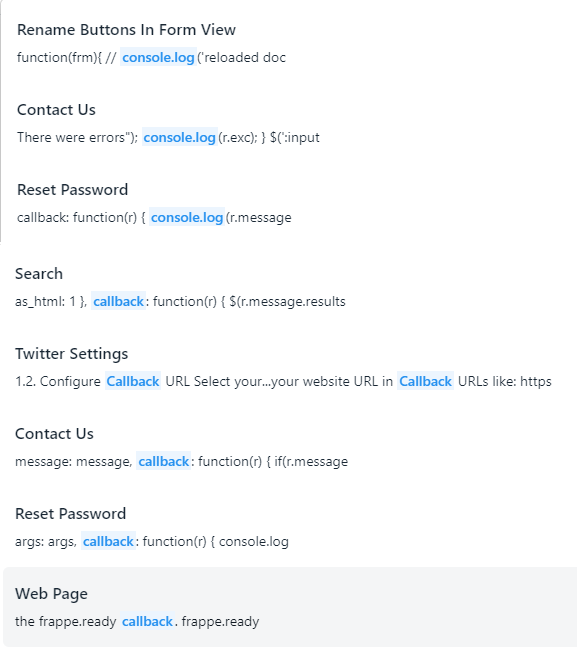 Rename Buttons In Form View
function(frm){ // console.log('reloaded doc
Contact Us
There were errors"); console.log(r.exc); } $(':input
Reset Password
callback: function(r) { console.log(r.message
Search
as_html: 1 }, callback: function(r) { $(r.message.results
Twitter Settings
1.2. Configure Callback URL Select your...your website URL in Callback URLs like: https
Contact Us
message: message, callback: function(r) { if(r.message
Reset Password
args: args, callback: function(r) { console.log
Web Page
the frappe.ready callback. frappe.ready